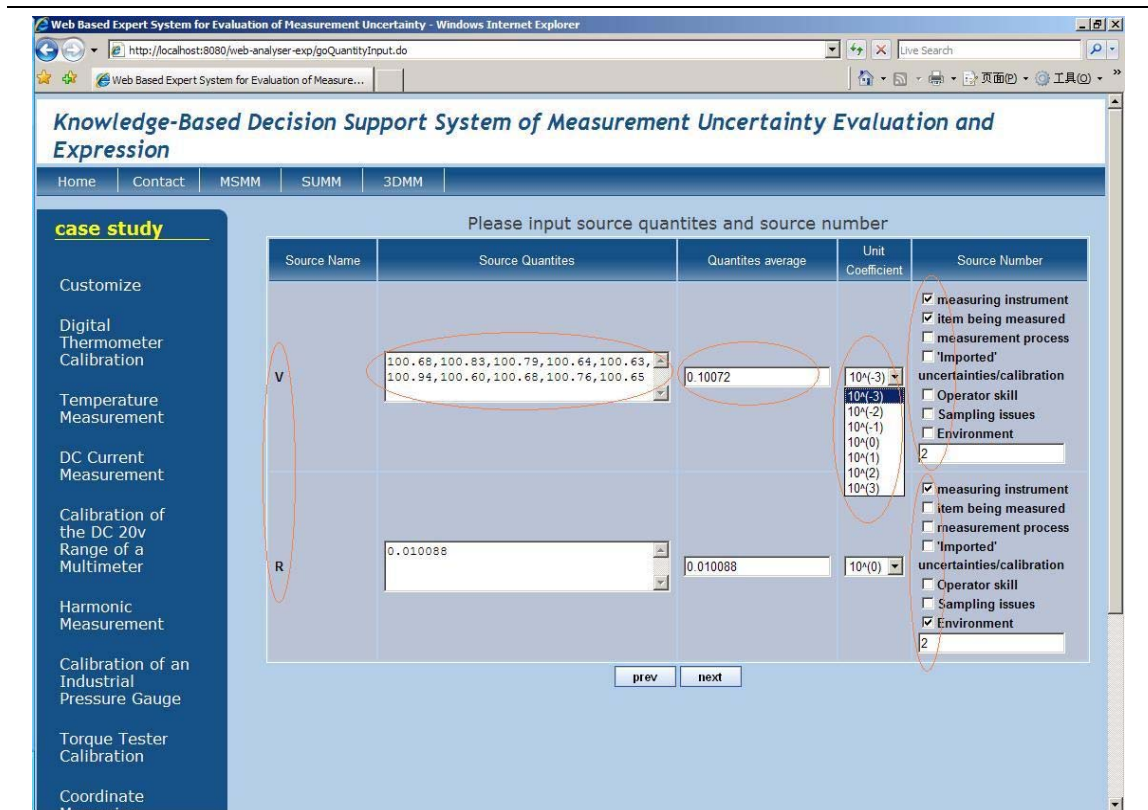 Web Based Expert System for Evaluation of Measurement Uncertainty - Windows Internet Explorer
http://localhost:8080/web-analyser-exp/goQuantityInput.do
Live Search
Web Based Expert System for Evaluation of Measure...
页面(P)
工具(O)
»
Knowledge-Based Decision Support System of Measurement Uncertainty Evaluation and
Expression
Home
Contact
MSMM
SUMM
3DMM
case study
Customize
Digital
Thermometer
Calibration
Temperature
Measurement
DC Current
Measurement
Calibration of
the DC 20v
Range of a
Multimeter
Harmonic
Measurement
Calibration of an
Industrial
Pressure Gauge
Torque Tester
Calibration
Coordinate
Please input source quantites and source number
Source Name
Source Quantites
Quantites average
Unit
Coefficient
Source Number
V
100.68,100.83,100.79,100.64,100.63,
100.94,100.60,100.68,100.76,100.65
0.10072
10^(-3)
10^(-3)
10^(-2)
10^(-1)
10^(0)
10^(1)
10^(2)
10^(3)
measuring instrument
item being measured
measurement process
'Imported'
uncertainties/calibration
Operator skill
Sampling issues
Environment
2
R
0.010088
0.010088
10^(0)
measuring instrument
item being measured
measurement process
'Imported'
uncertainties/calibration
Operator skill
Sampling issues
Environment
2
prev
next